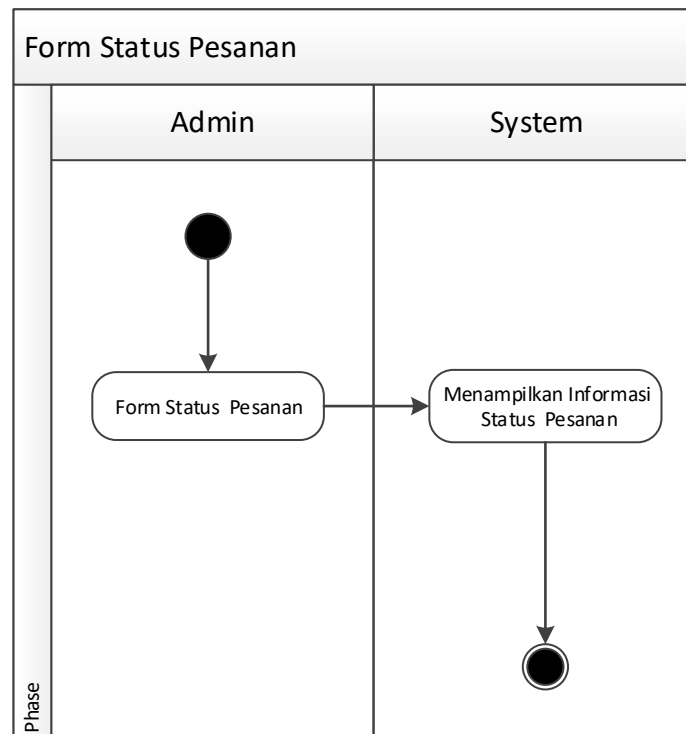 Form Status Pesanan
Admin
System
Form Status Pesanan
Menampilkan Informasi
Status Pesanan
Phase